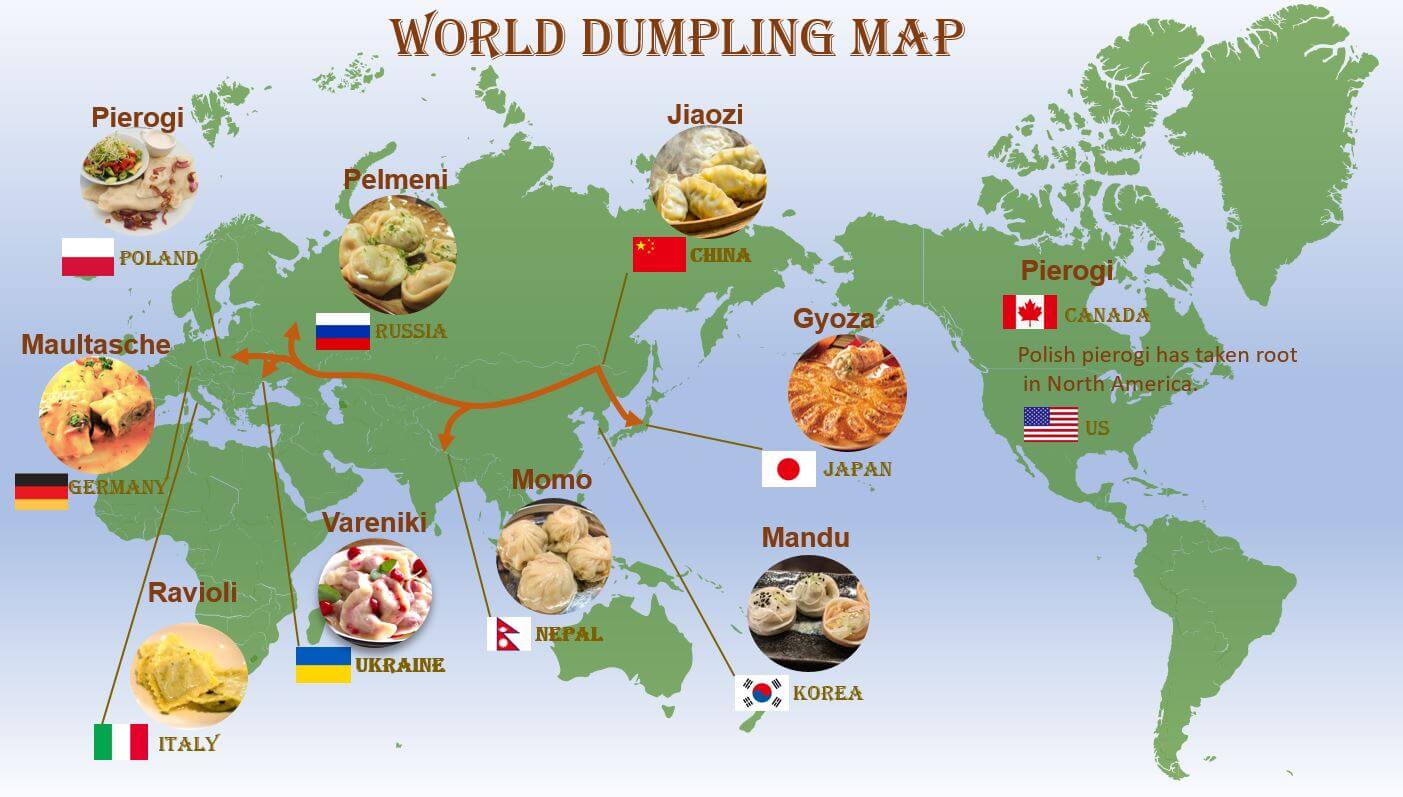 WORLD DUMPLING MAP
Pierogi
POLAND
Pelmeni
RUSSIA
Jiaozi
CHINA
Pierogi
CANADA
Polish pierogi has taken root
in North America.
US
Maultasche
GERMANY
Gyoza
JAPAN
Momo
NEPAL
Vareniki
UKRAINE
Mandu
KOREA
Ravioli
ITALY